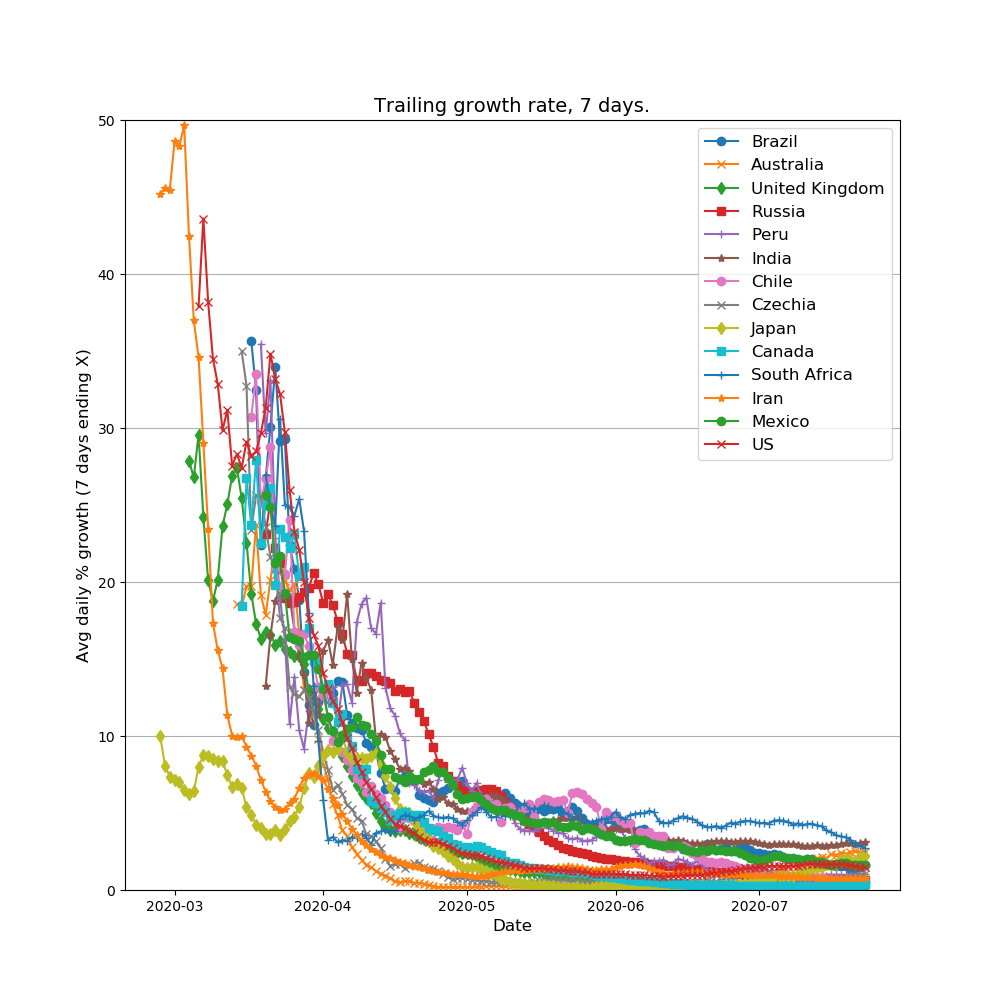 Trailing growth rate, 7 days.
50
40
30
20
10
0
Avg daily % growth (7 days ending X)
Brazil
Australia
United Kingdom
Russia
Peru
India
Chile
Czechia
Japan
Canada
South Africa
Iran
Mexico
US
2020-03 2020-04 2020-05 2020-06 2020-07
Date